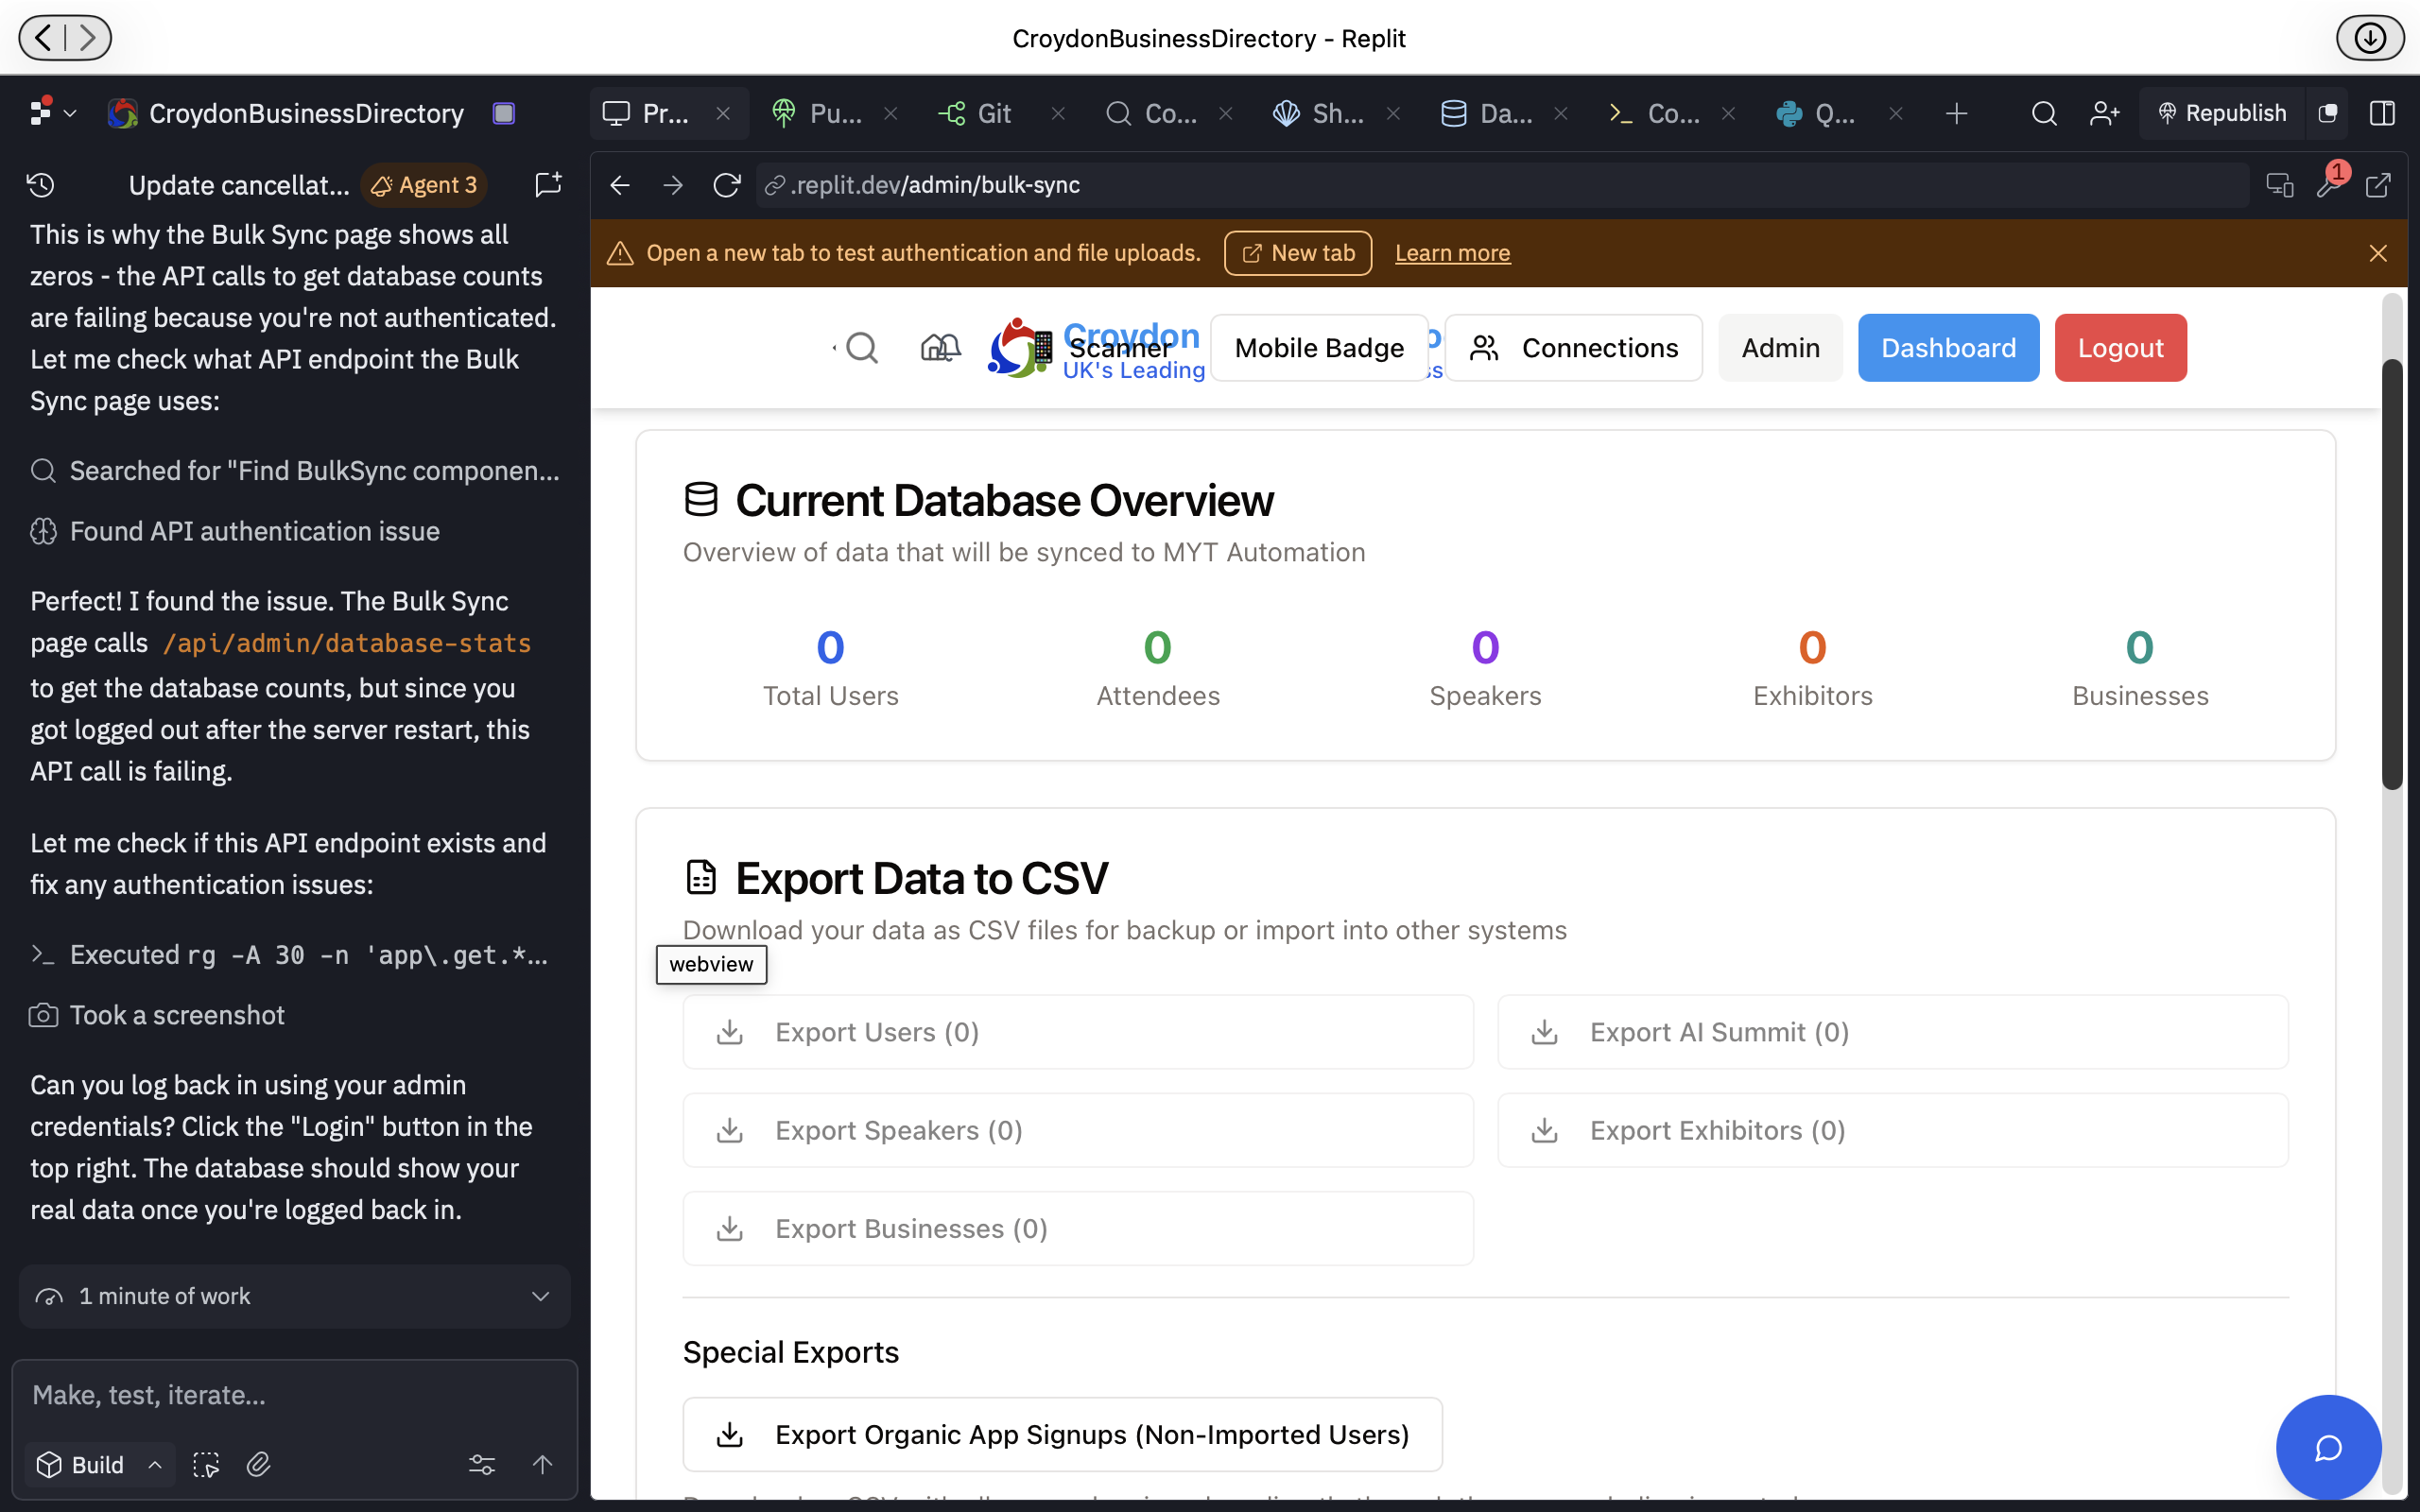 CroydonBusinessDirectory - Replit
CroydonBusinessDirectory
Pr...
Pu...
Git
Co...
Sh...
Da...
Co...
Q...
Republish
Update cancellat...
Agent 3
This is why the Bulk Sync page shows all
zeros - the API calls to get database counts
are failing because you're not authenticated.
Let me check what API endpoint the Bulk
Sync page uses:
Searched for "Find BulkSync componen...
Found API authentication issue
Perfect! I found the issue. The Bulk Sync
page calls /api/admin/database-stats
to get the database counts, but since you
got logged out after the server restart, this
API call is failing.
Let me check if this API endpoint exists and
fix any authentication issues:
Executed rg -A 30 -n 'app\.get.*...
Took a screenshot
Can you log back in using your admin
credentials? Click the "Login" button in the
top right. The database should show your
real data once you're logged back in.
1 minute of work
Make, test, iterate...
Build
.replit.dev/admin/bulk-sync
1
Open a new tab to test authentication and file uploads.
New tab
Learn more
Croydon
UK's Leading
Scanner
Mobile Badge
Connections
Admin
Dashboard
Logout
Current Database Overview
Overview of data that will be synced to MYT Automation
0
Total Users
0
Attendees
0
Speakers
0
Exhibitors
0
Businesses
Export Data to CSV
Download your data as CSV files for backup or import into other systems
webview
Export Users (0)
Export AI Summit (0)
Export Speakers (0)
Export Exhibitors (0)
Export Businesses (0)
Special Exports
Export Organic App Signups (Non-Imported Users)